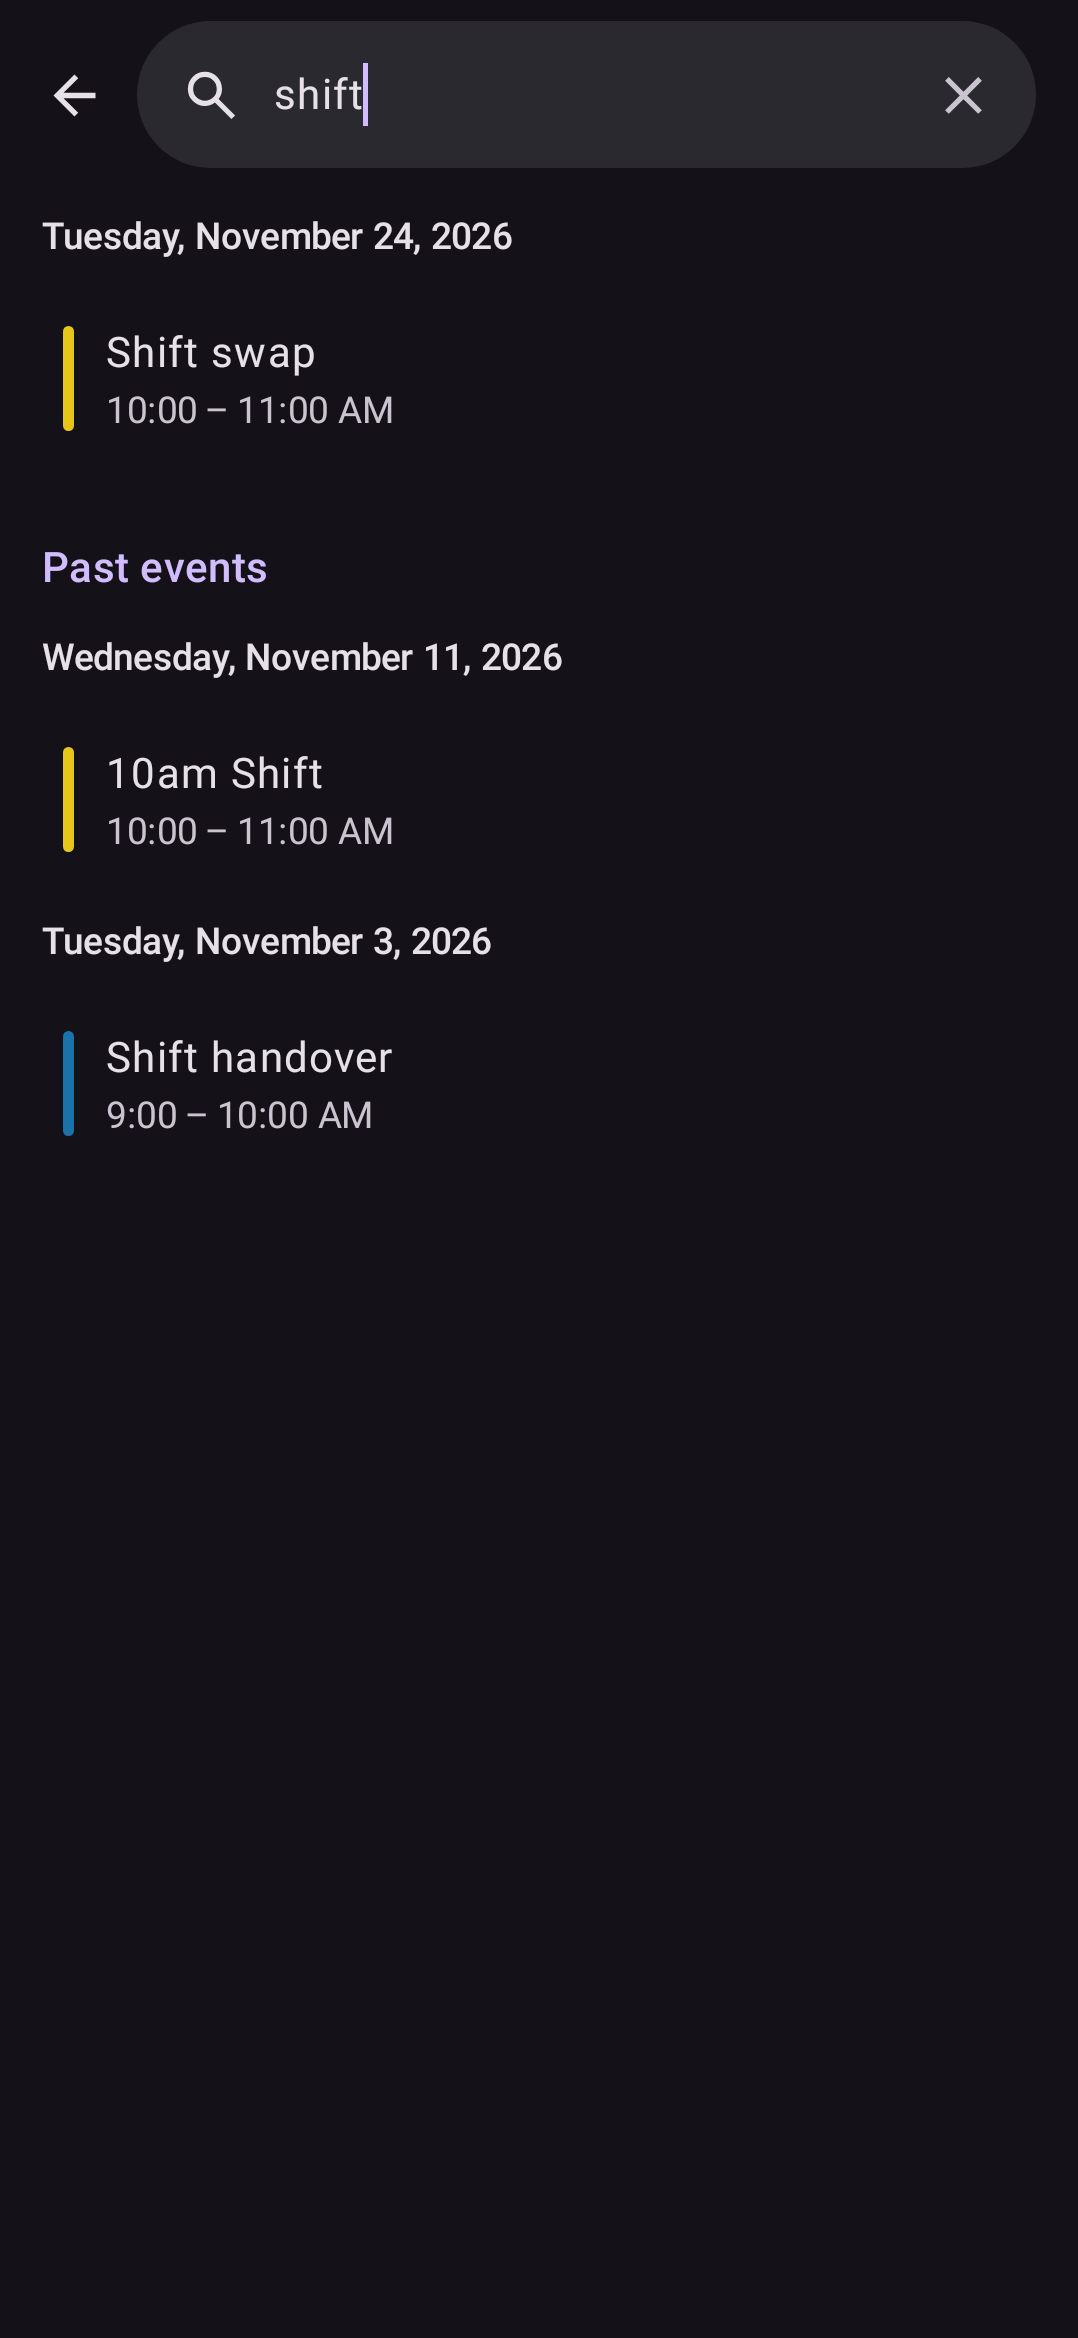 shift
Tuesday, November 24, 2026
Shift swap
10:00 – 11:00 AM
Past events
Wednesday, November 11, 2026
10am Shift
10:00 – 11:00 AM
Tuesday, November 3, 2026
Shift handover
9:00 – 10:00 AM